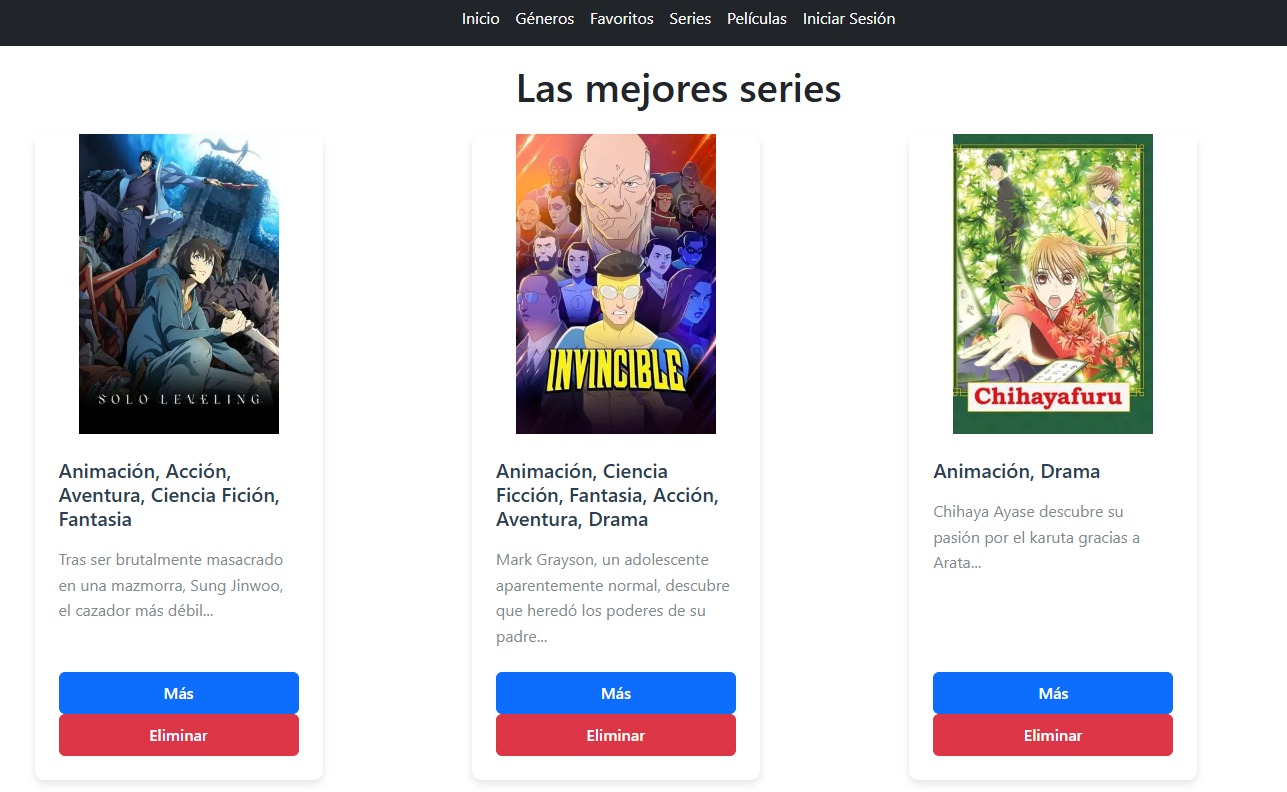 Inicio Géneros Favoritos Series Películas Iniciar Sesión
Las mejores series
SOLO LEVELING
Animación, Acción,
Aventura, Ciencia Fición,
Fantasia
Tras ser brutalmente masacrado
en una mazmorra, Sung Jinwoo,
el cazador más débil...
Más
Eliminar
INVINCIBLE
Animación, Ciencia
Ficción, Fantasia, Acción,
Aventura, Drama
Mark Grayson, un adolescente
aparentemente normal, descubre
que heredó los poderes de su
padre...
Más
Eliminar
Chihayafuru
Animación, Drama
Chihaya Ayase descubre su
pasión por el karuta gracias a
Arata...
Más
Eliminar